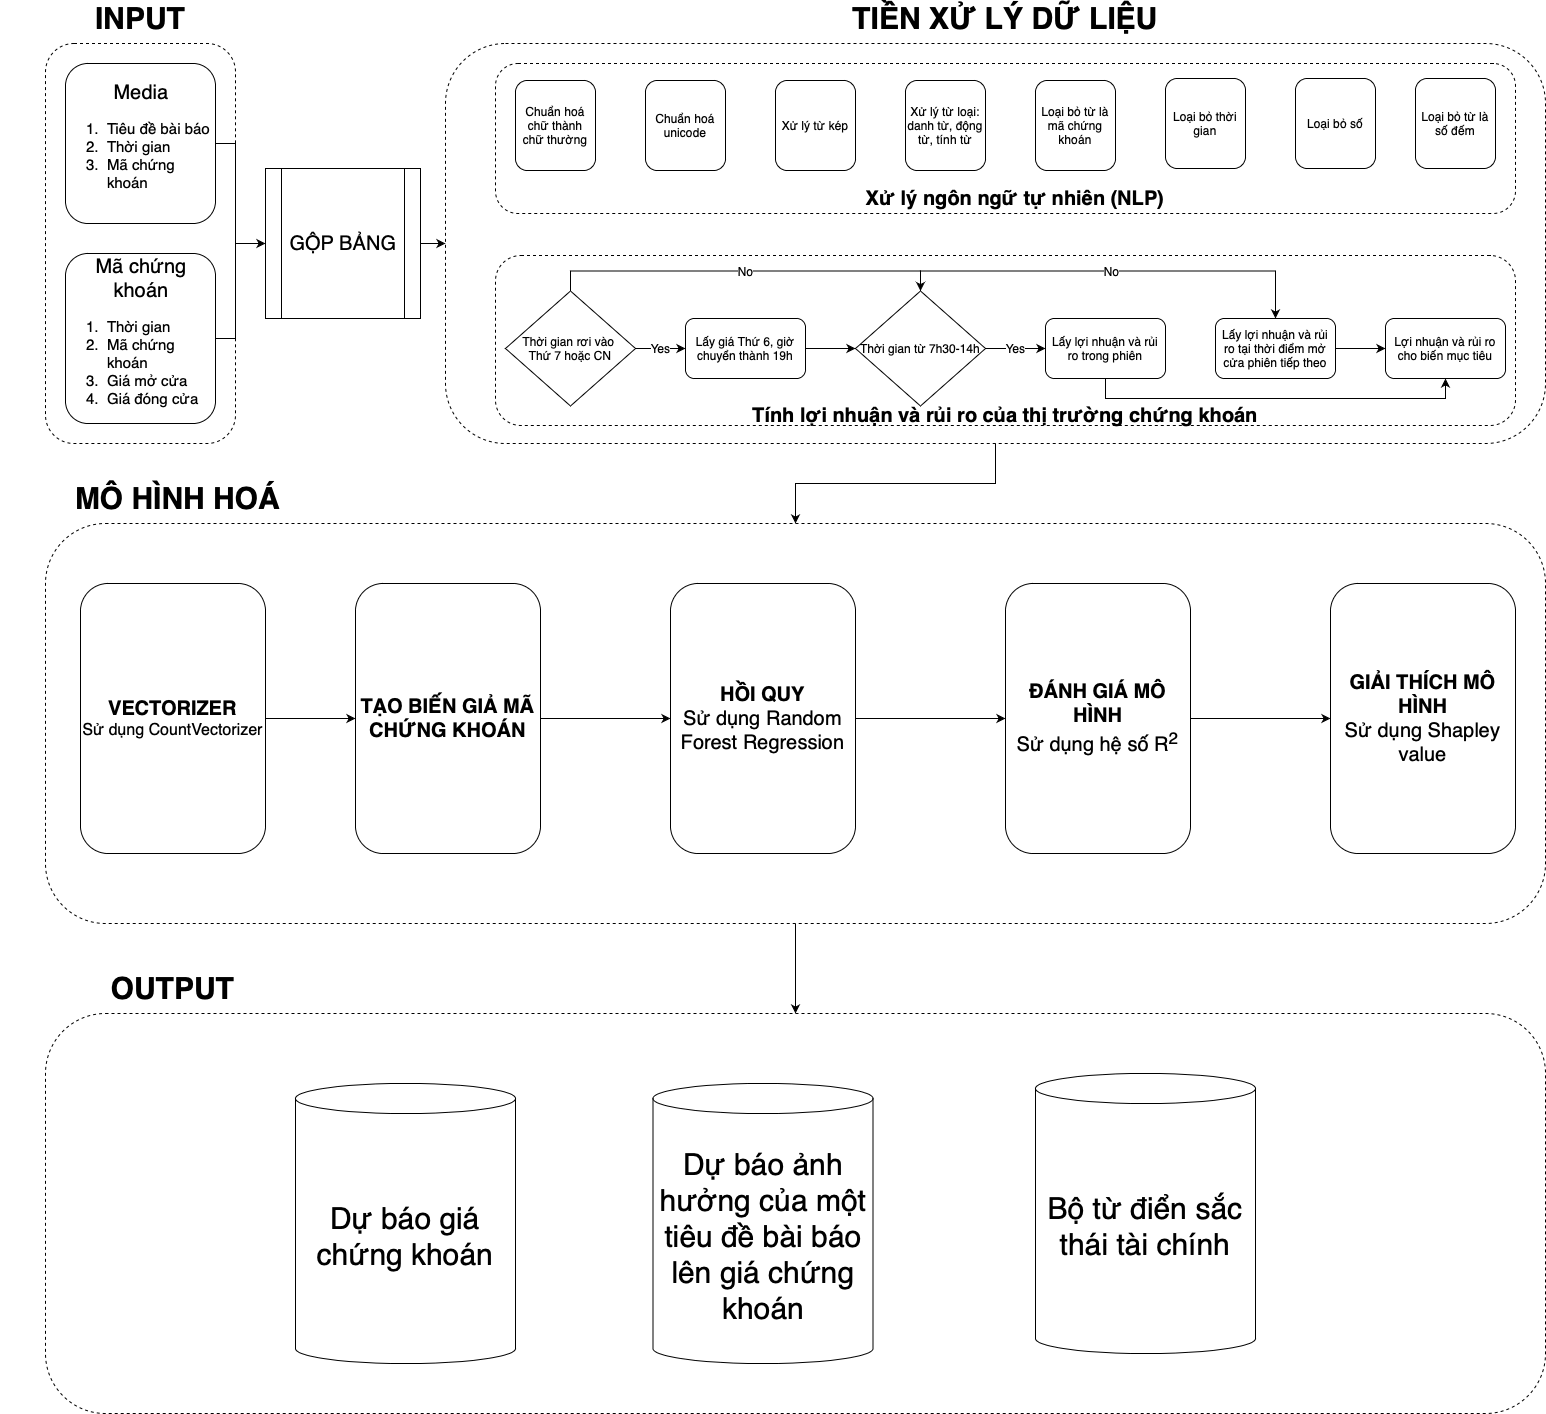 INPUT
Media
1. Tiêu đề bài báo
2. Thời gian
3. Mã chứng
khoán
Mã chứng
khoán
1. Thời gian
2. Mã chứng
khoán
3. Giá mở cửa
4. Giá đóng cửa
GỘP BẢNG
TIỀN XỬ LÝ DỮ LIỆU
Chuẩn hoá
chữ thành
chữ thường
Chuẩn hoá
unicode
Xử lý từ kép
Xử lý từ loại:
danh từ, động
từ, tính từ
Loại bỏ từ là
mã chứng
khoán
Loại bỏ thời
gian
Loại bỏ số
Loại bỏ từ là
số đếm
Xử lý ngôn ngữ tự nhiên (NLP)
No
No
Thời gian rơi vào
Thứ 7 hoặc CN
Yes
Lấy giá Thứ 6, giờ
chuyển thành 19h
Thời gian từ 7h30-14h
Yes
Lấy lợi nhuận và rủi
ro trong phiên
Lấy lợi nhuận và rủi
ro tại thời điểm mở
cửa phiên tiếp theo
Lợi nhuận và rủi ro
cho biến mục tiêu
Tính lợi nhuận và rủi ro của thị trường chứng khoán
MÔ HÌNH HOÁ
VECTORIZER
Sử dụng CountVectorizer
TẠO BIẾN GIẢ MÃ
CHỨNG KHOÁN
HỒI QUY
Sử dụng Random
Forest Regression
ĐÁNH GIÁ MÔ
HÌNH
Sử dụng hệ số R²
GIẢI THÍCH MÔ
HÌNH
Sử dụng Shapley
value
OUTPUT
Dự báo giá
chứng khoán
Dự báo ảnh
hưởng của một
tiêu đề bài báo
lên giá chứng
khoán
Bộ từ điển sắc
thái tài chính